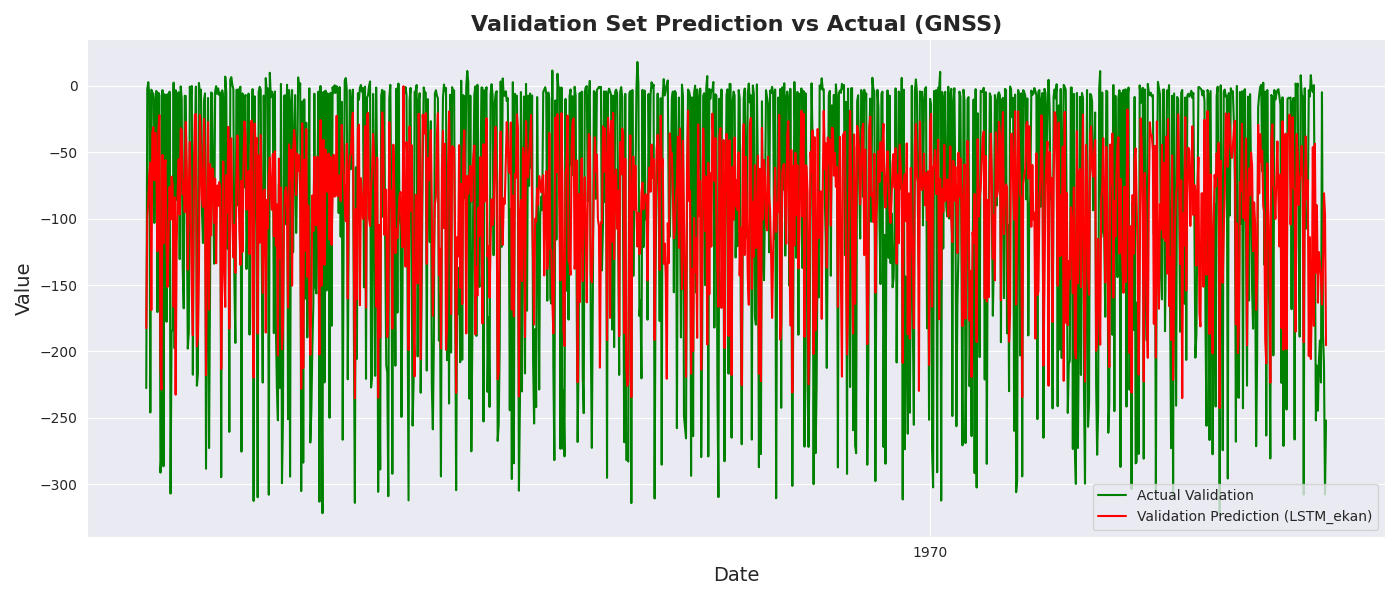 Validation Set Prediction vs Actual (GNSS)
Value
0
−50
−100
−150
−200
−250
−300
Actual Validation
Validation Prediction (LSTM_ekan)
1970
Date